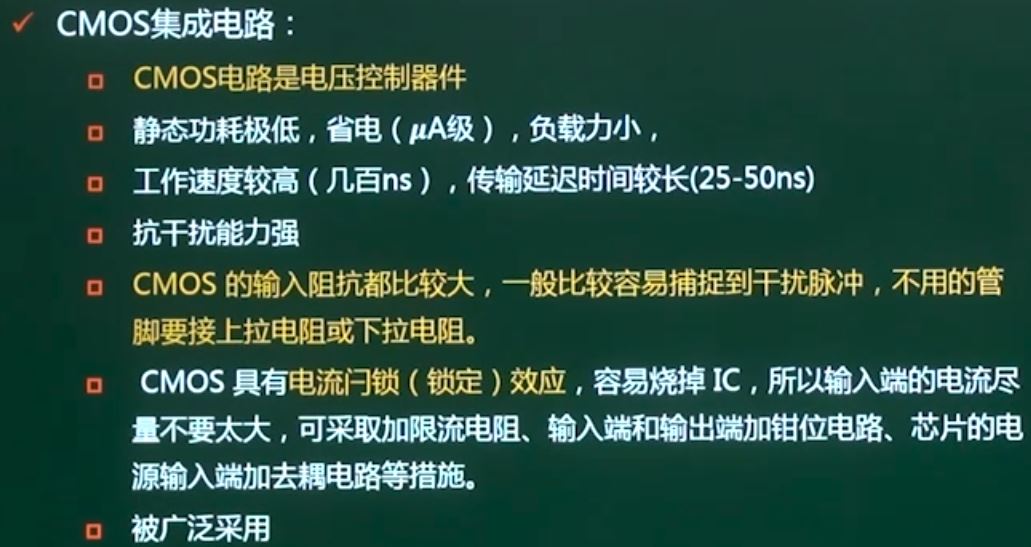 CMOS集成电路：
CMOS电路是电压控制器件
静态功耗极低，省电（μA级），负载力小，
工作速度较高（几百ns），传输延迟时间较长(25-50ns)
抗干扰能力强
CMOS 的输入阻抗都比较大，一般比较容易捕捉到干扰脉冲，不用的管
脚要接上拉电阻或下拉电阻。
CMOS 具有电流闩锁（锁定）效应，容易烧掉 IC，所以输入端的电流尽
量不要太大，可采取加限流电阻、输入端和输出端加钳位电路、芯片的电
源输入端加去耦电路等措施。
被广泛采用